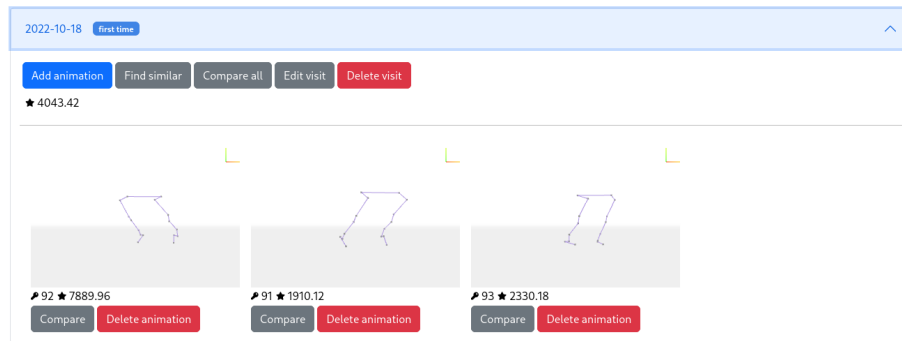 2022-10-18 first time
Add animation Find similar Compare all Edit visit Delete visit
★ 4043.42
92 ★ 7889.96 91 ★ 1910.12 93 ★ 2330.18
Compare Delete animation Compare Delete animation Compare Delete animation